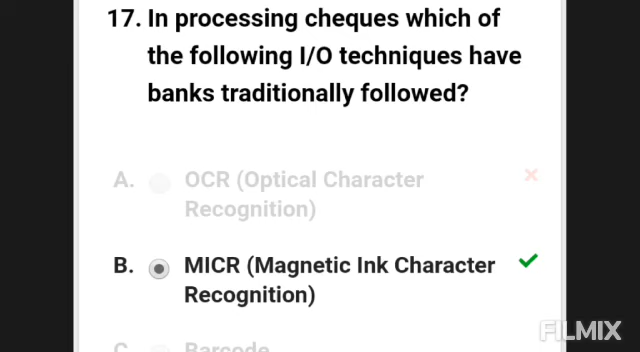 17. In processing cheques which of
the following I/O techniques have
banks traditionally followed?
A. OCR (Optical Character
Recognition)
B. MICR (Magnetic Ink Character
Recognition)
C. Barcode
FILMIX